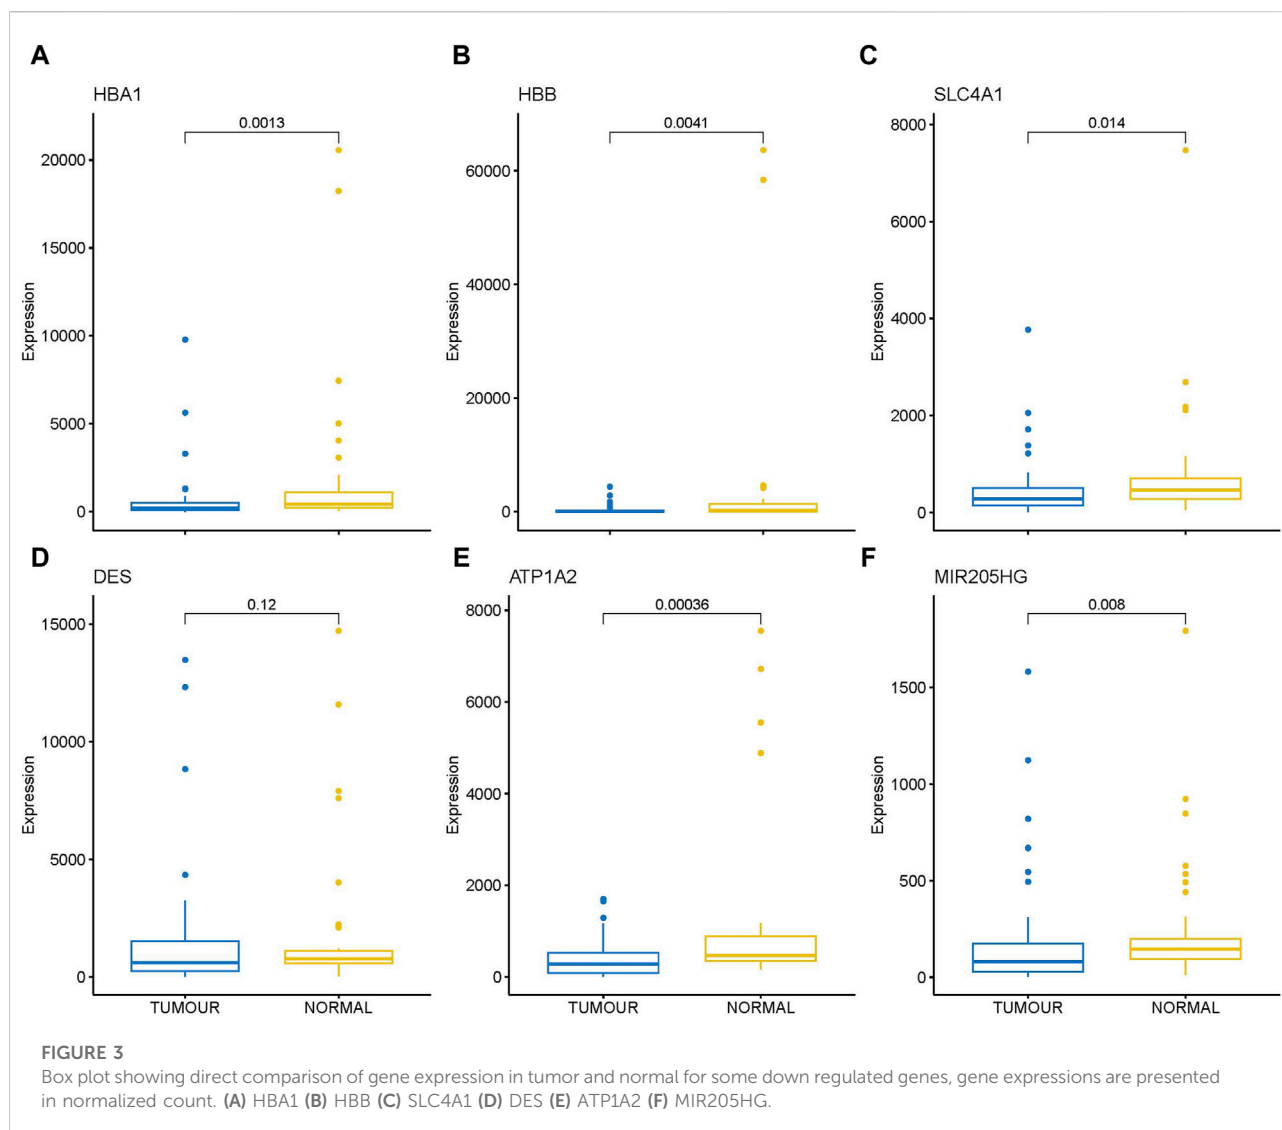 A
HBA1
0.0013
20000
15000
10000
5000
0
Expression
B
HBB
0.0041
60000
40000
20000
0
Expression
C
SLC4A1
0.014
8000
6000
4000
2000
0
Expression
D
DES
0.12
15000
10000
5000
0
Expression
TUMOUR NORMAL
E
ATP1A2
0.00036
8000
6000
4000
2000
0
Expression
TUMOUR NORMAL
F
MIR205HG
0.008
1500
1000
500
0
Expression
TUMOUR NORMAL
FIGURE 3
Box plot showing direct comparison of gene expression in tumor and normal for some down regulated genes, gene expressions are presented
in normalized count. (A) HBA1 (B) HBB (C) SLC4A1 (D) DES (E) ATP1A2 (F) MIR205HG.